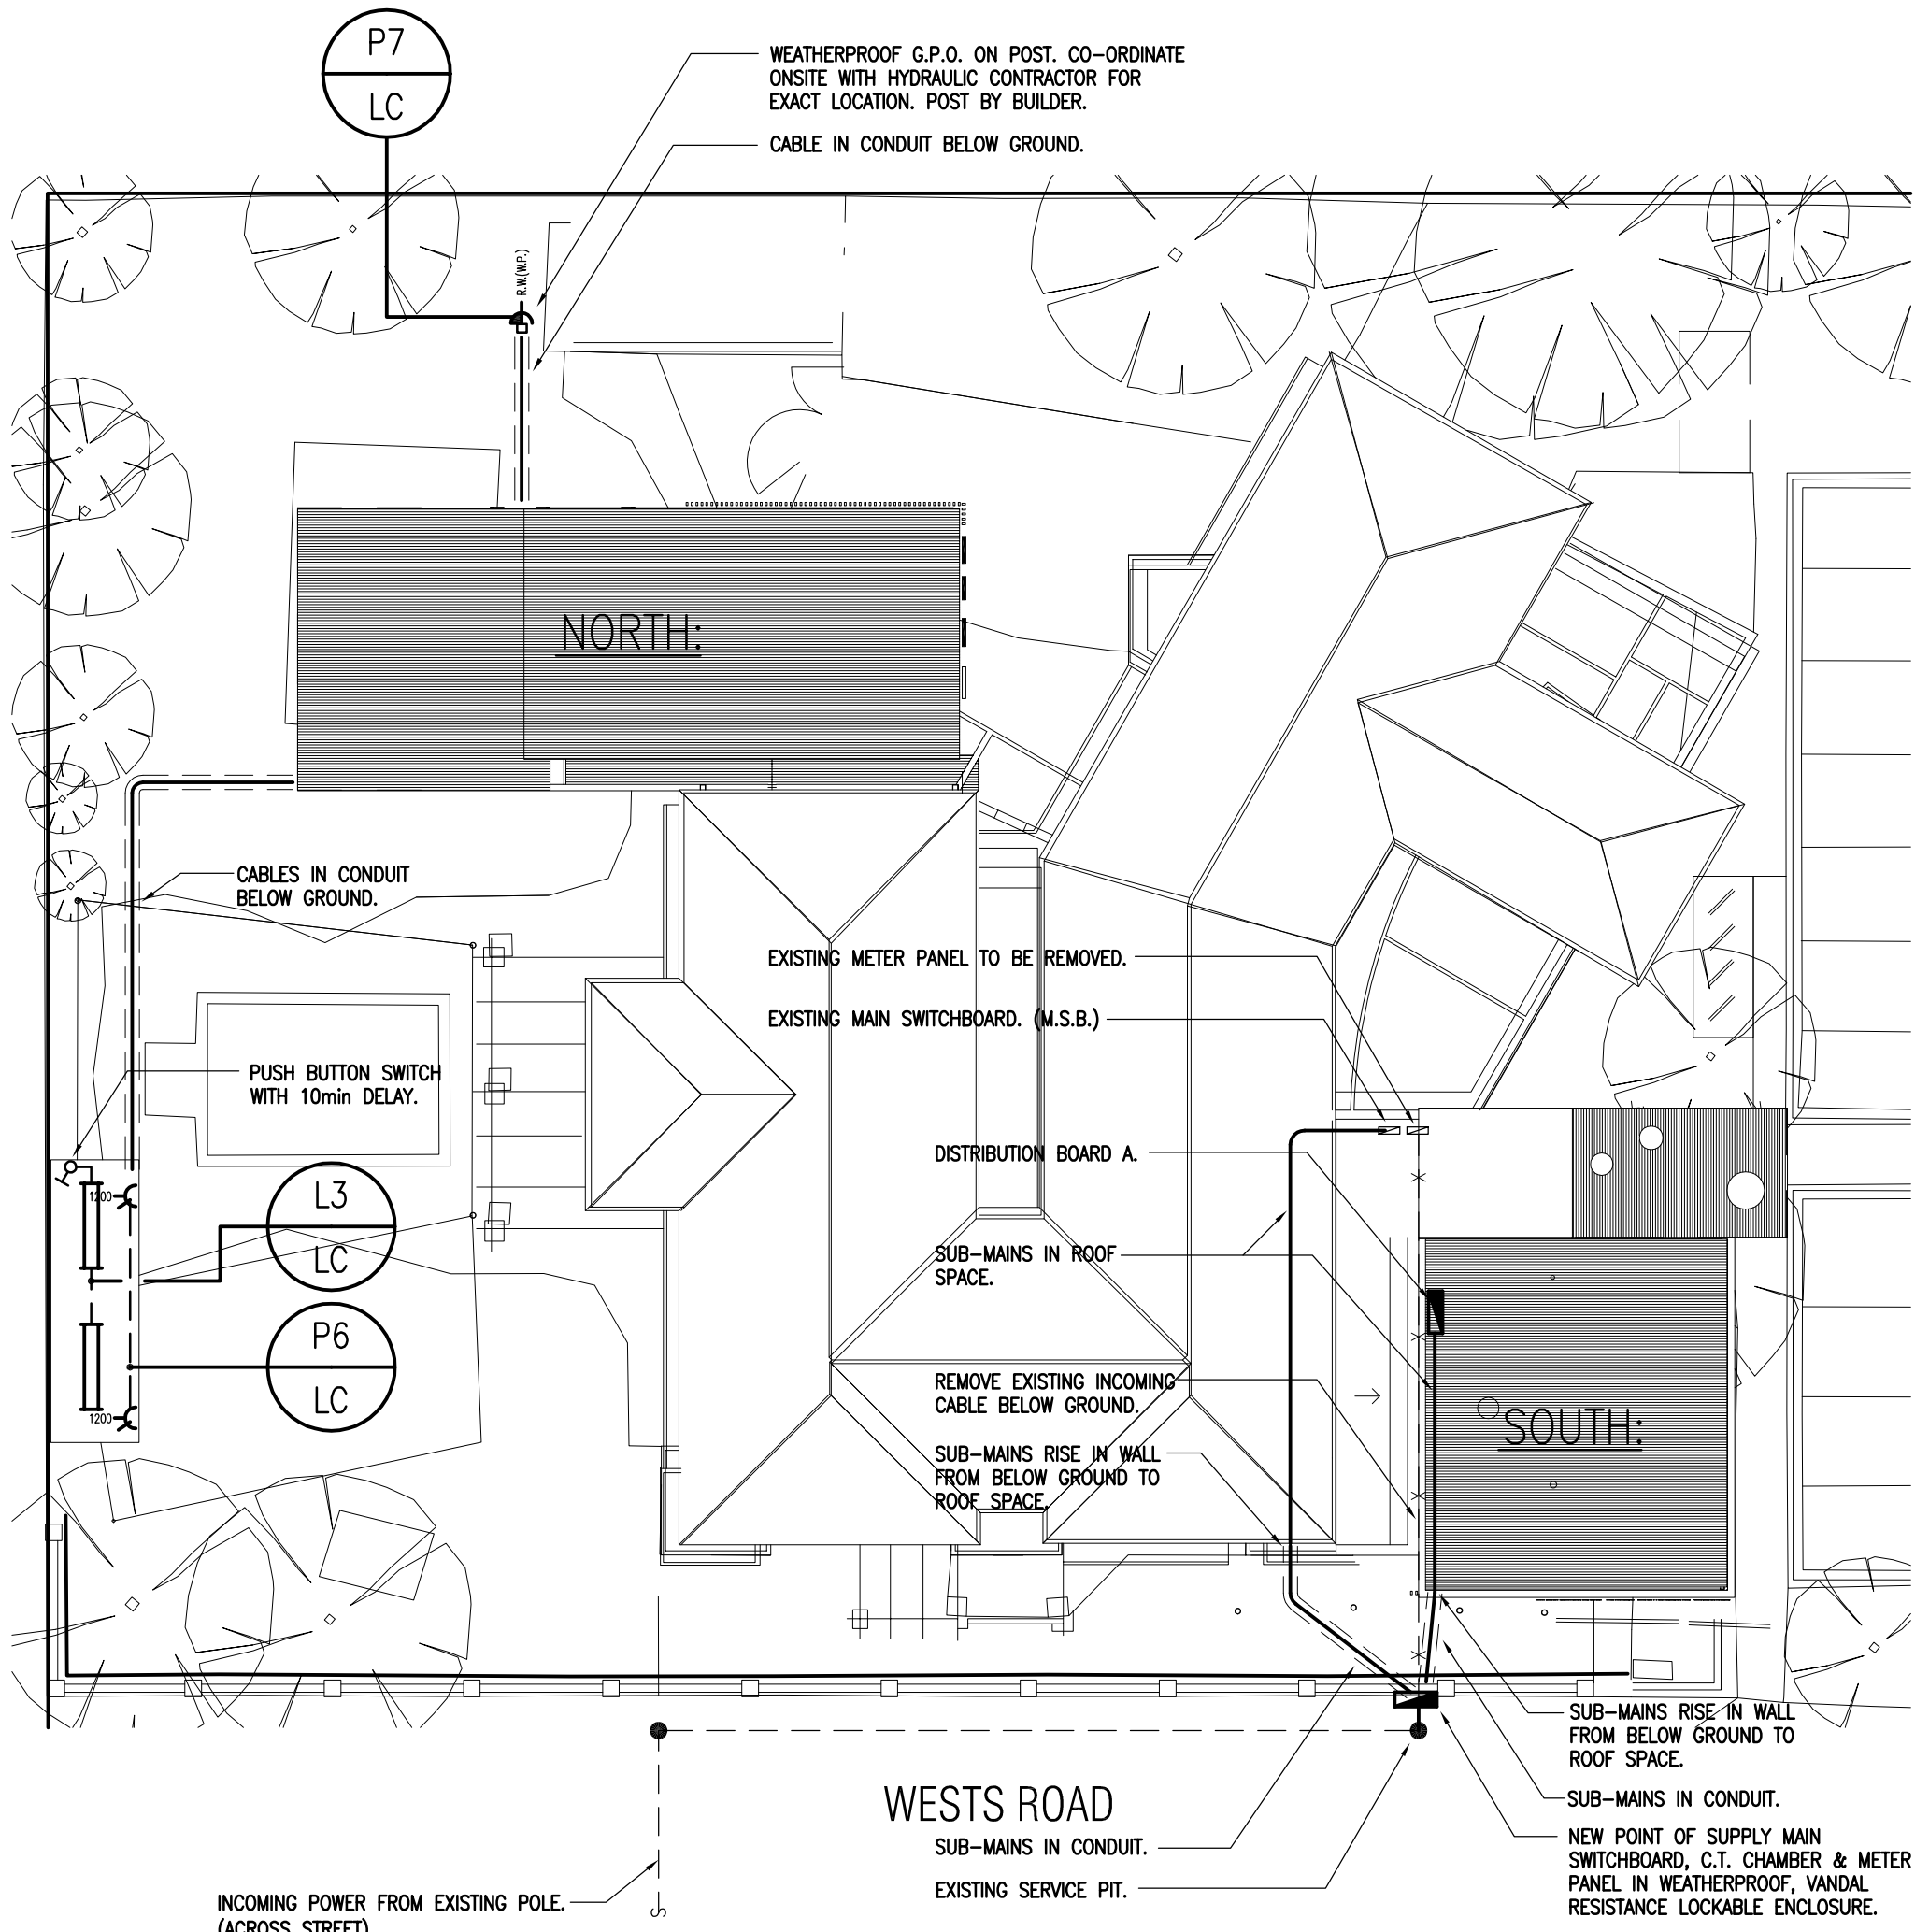 P7
LC
WEATHERPROOF G.P.O. ON POST. CO-ORDINATE
ONSITE WITH HYDRAULIC CONTRACTOR FOR
EXACT LOCATION. POST BY BUILDER.
CABLE IN CONDUIT BELOW GROUND.
R.W.(W.P.)
NORTH:
CABLES IN CONDUIT
BELOW GROUND.
EXISTING METER PANEL TO BE REMOVED.
EXISTING MAIN SWITCHBOARD. (M.S.B.)
PUSH BUTTON SWITCH
WITH 10min DELAY.
DISTRIBUTION BOARD A.
1200
L3
LC
SUB-MAINS IN ROOF
SPACE.
P6
LC
1200
REMOVE EXISTING INCOMING
CABLE BELOW GROUND.
SOUTH:
SUB-MAINS RISE IN WALL
FROM BELOW GROUND TO
ROOF SPACE.
SUB-MAINS RISE IN WALL
FROM BELOW GROUND TO
ROOF SPACE.
WESTS ROAD
SUB-MAINS IN CONDUIT.
SUB-MAINS IN CONDUIT.
EXISTING SERVICE PIT.
NEW POINT OF SUPPLY MAIN
SWITCHBOARD, C.T. CHAMBER & METER
PANEL IN WEATHERPROOF, VANDAL
RESISTANCE LOCKABLE ENCLOSURE.
INCOMING POWER FROM EXISTING POLE.
(ACROSS STREET)